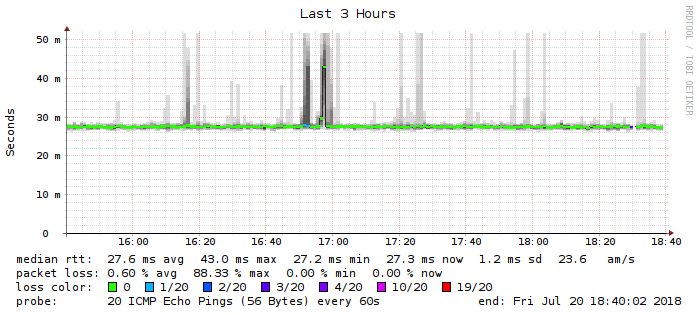 Last 3 Hours
RRDTOOL / TOBI OETIKER
Seconds
50 m
40 m
30 m
20 m
10 m
0
16:00 16:20 16:40 17:00 17:20 17:40 18:00 18:20 18:40
median rtt: 27.6 ms avg 43.0 ms max 27.2 ms min 27.3 ms now 1.2 ms sd 23.6 am/s
packet loss: 0.60 % avg 88.33 % max 0.00 % min 0.00 % now
loss color: 0 1/20 2/20 3/20 4/20 10/20 19/20
probe: 20 ICMP Echo Pings (56 Bytes) every 60s end: Fri Jul 20 18:40:02 2018